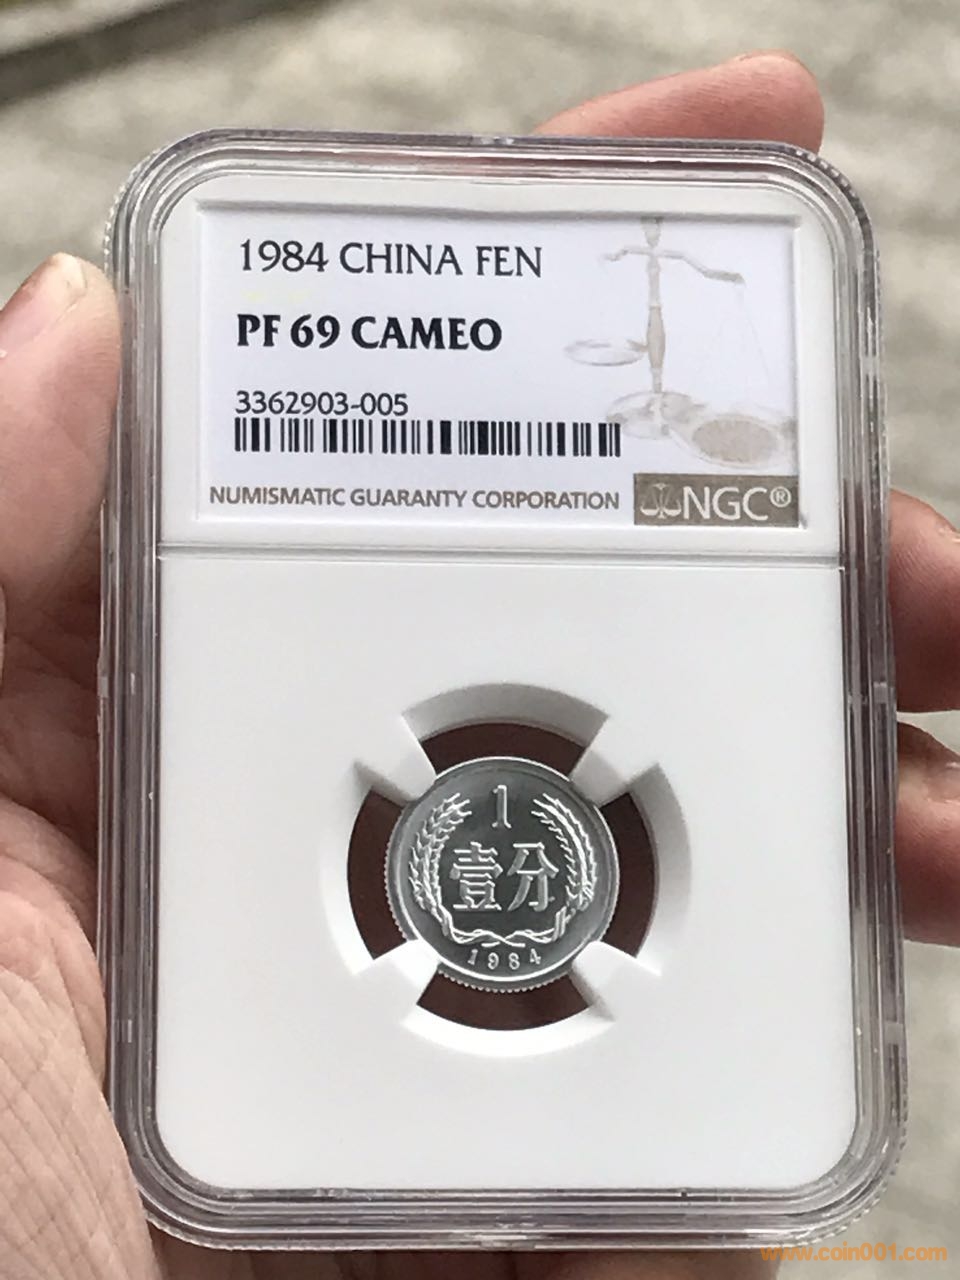 1984 CHINA FEN
PF 69 CAMEO
3362903-005
NUMISMATIC GUARANTY CORPORATION
NGC®
1
壹分
1984
www.coin001.com